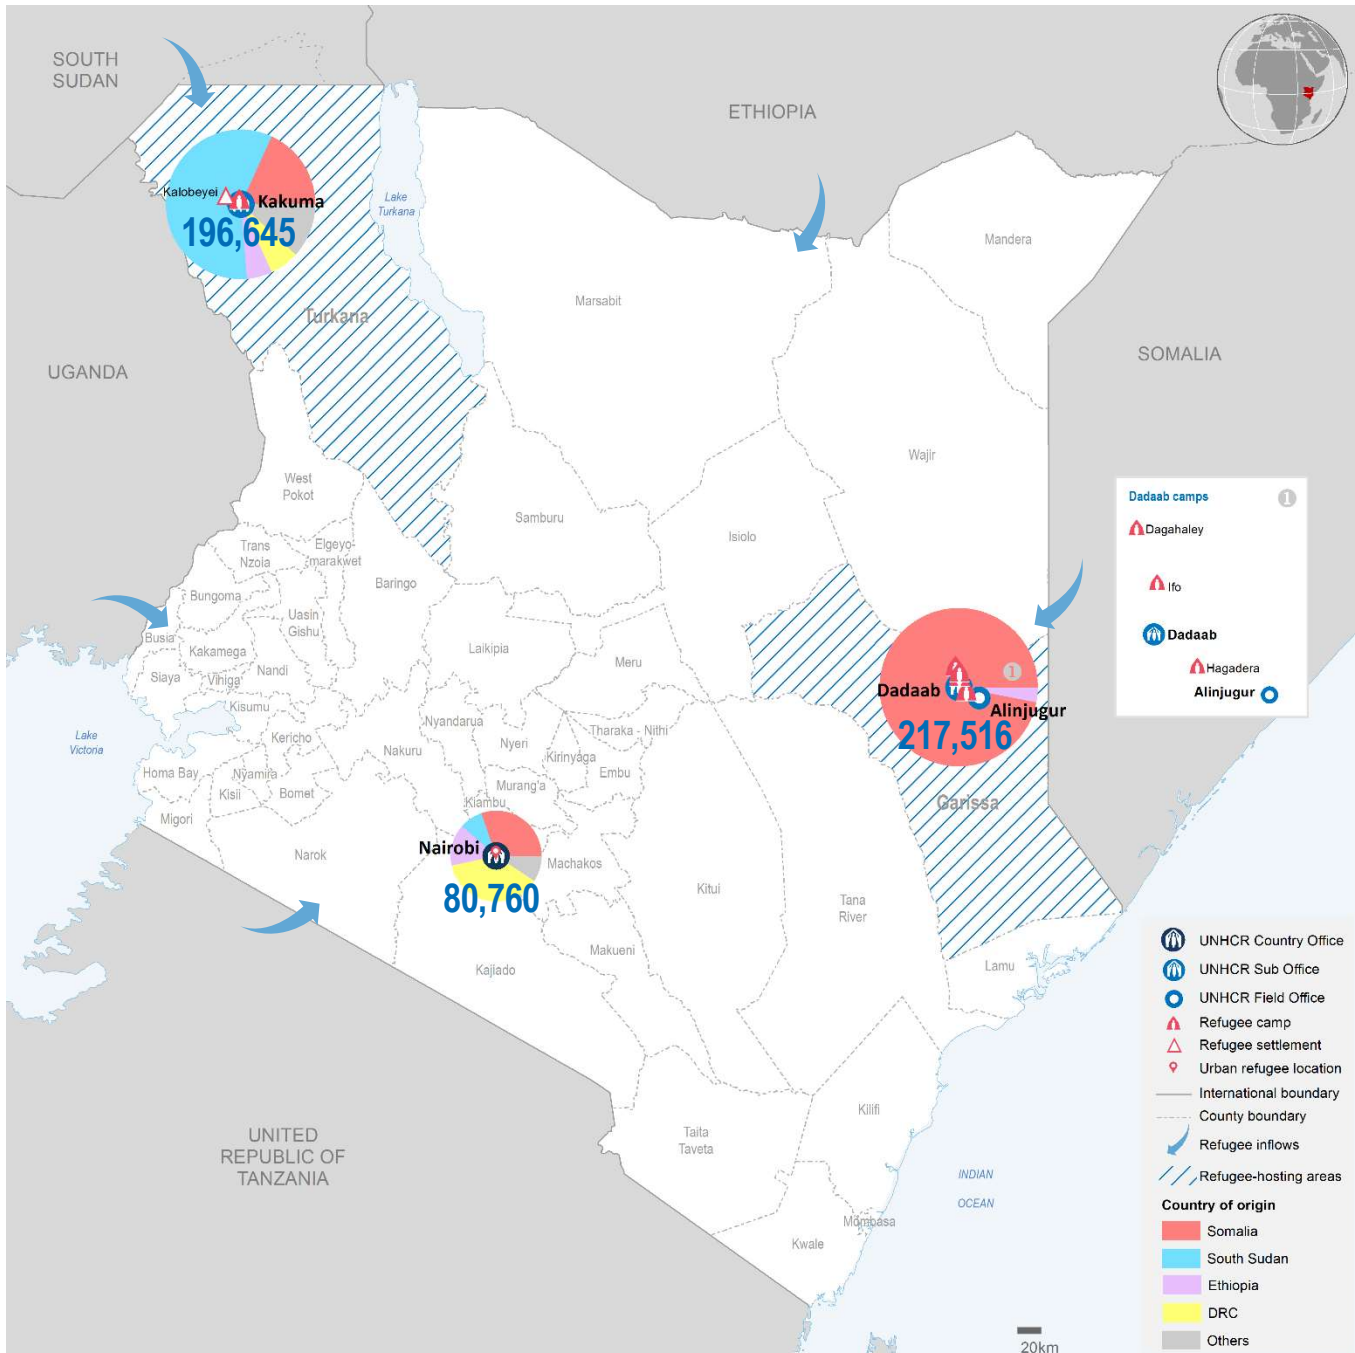 SOUTH
SUDAN
ETHIOPIA
Kalobeyei
Kakuma
196,645
Lake
Turkana
Mandera
Marsabit
Turkana
SOMALIA
UGANDA
Wajir
West
Pokot
Samburu
Isiolo
Trans
Nzoia
Elgeyo-
marakwet
Baringo
Bungoma
Uasin
Gishu
Busia
Kakamega
Laikipia
Meru
Siaya
Vihiga
Nandi
Kisumu
Dadaab camps
1
Dagahaley
Ifo
Dadaab
Hagadera
Alinjugur
1
Dadaab
Alinjugur
217,516
Lake
Victoria
Kericho
Nyandarua
Nakuru
Nyeri
Tharaka - Nithi
Kirinyaga
Embu
Homa Bay
Nyamira
Kisii
Bomet
Murang'a
Kiambu
Migori
Garissa
Narok
Nairobi
80,760
Machakos
Kitui
Tana
River
Makueni
Kajiado
Lamu
Kilifi
Taita
Taveta
UNITED
REPUBLIC OF
TANZANIA
INDIAN
OCEAN
Mombasa
Kwale
20km
UNHCR Country Office
UNHCR Sub Office
UNHCR Field Office
Refugee camp
Refugee settlement
Urban refugee location
International boundary
County boundary
Refugee inflows
Refugee-hosting areas
Country of origin
Somalia
South Sudan
Ethiopia
DRC
Others